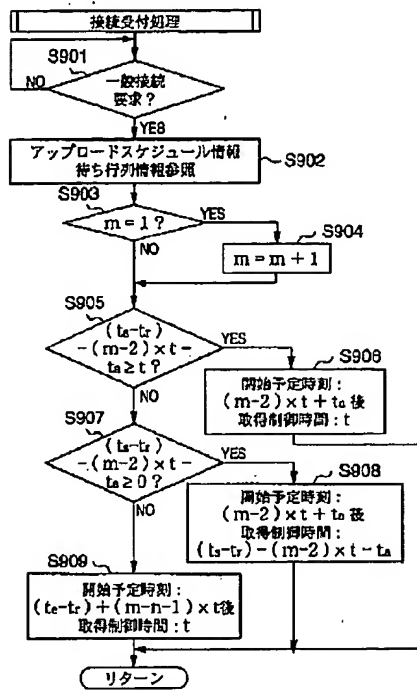 接続受付処理
S901
NO
一般接続
要求?
YES
アップロードスケジュール情報
待ち行列情報参照
S902
S903
m=1?
YES
NO
S904
m=m+1
S905
(ts-tr)
-(m-2)×t-
ta≥t?
YES
NO
S906
開始予定時刻:
(m-2)×t+ta後
取得制御時間:t
S907
(ts-tr)
-(m-2)×t-
ta≥0?
YES
NO
S908
開始予定時刻:
(m-2)×t+ta後
取得制御時間:
(ts-tr)-(m-2)×t-ta
S909
開始予定時刻:
(te-tr)+(m-n-1)×t後
取得制御時間:t
リターン